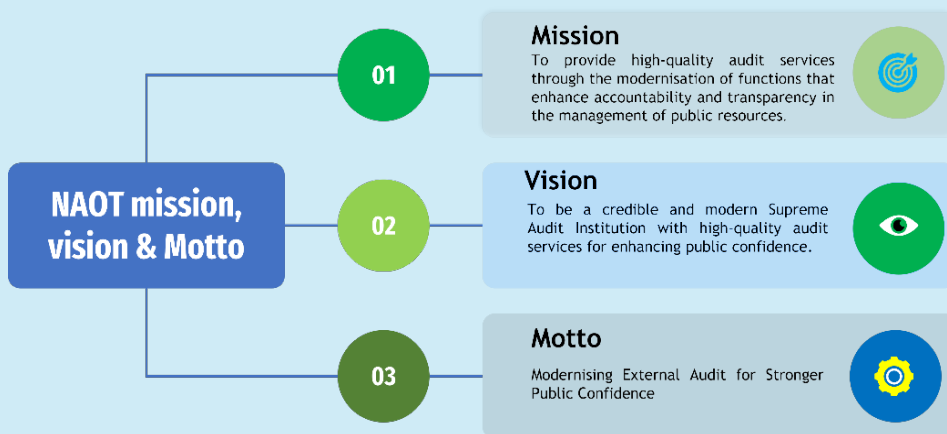 NAOT mission,
vision & Motto
01
Mission
To provide high-quality audit services
through the modernisation of functions that
enhance accountability and transparency in
the management of public resources.
02
Vision
To be a credible and modern Supreme
Audit Institution with high-quality audit
services for enhancing public confidence.
03
Motto
Modernising External Audit for Stronger
Public Confidence